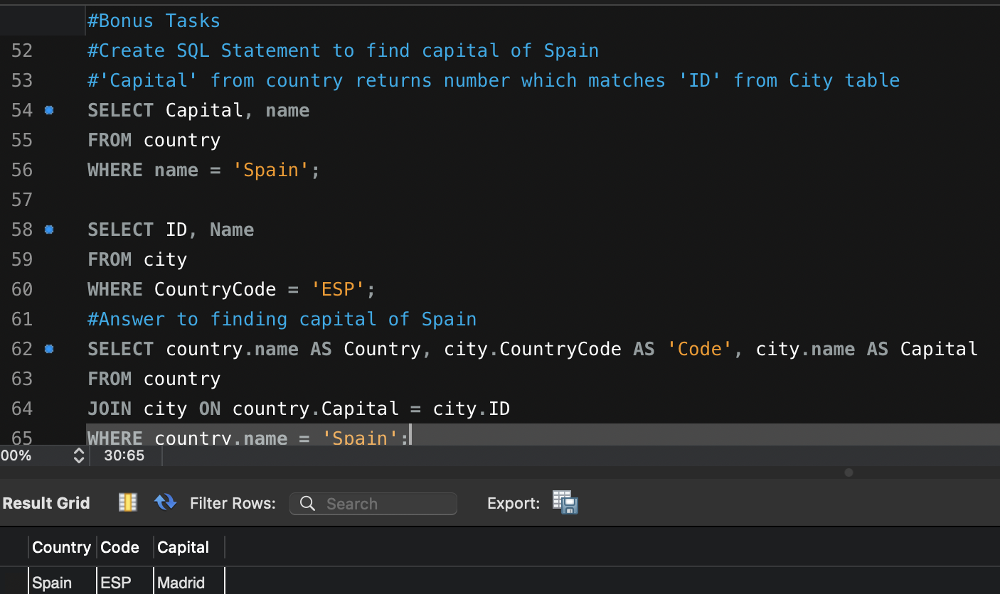 #Bonus Tasks
52 #Create SQL Statement to find capital of Spain
53 #'Capital' from country returns number which matches 'ID' from City table
54 SELECT Capital, name
55 FROM country
56 WHERE name = 'Spain';
57
58 SELECT ID, Name
59 FROM city
60 WHERE CountryCode = 'ESP';
61 #Answer to finding capital of Spain
62 SELECT country.name AS Country, city.CountryCode AS 'Code', city.name AS Capital
63 FROM country
64 JOIN city ON country.Capital = city.ID
65 WHERE country.name = 'Spain';
00% 30:65
Result Grid Filter Rows: Search Export:
Country Code Capital
Spain ESP Madrid